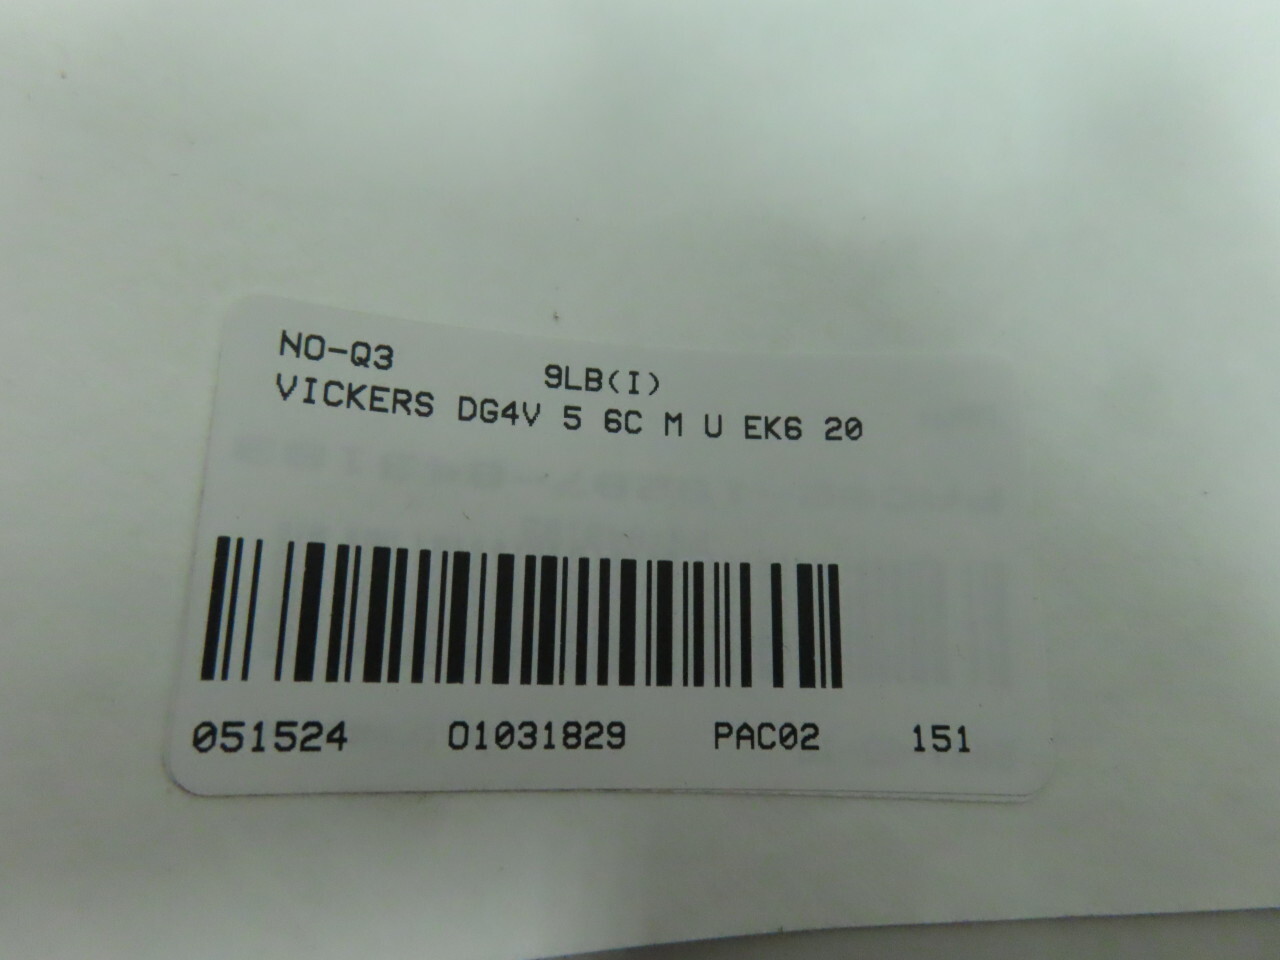 NO-Q3 9LB(I)
VICKERS DG4V 5 6C M U EK6 20
051524 01031829 PAC02 151